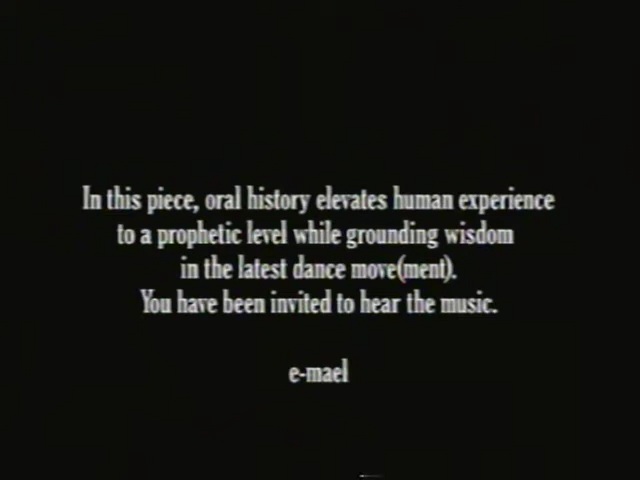 In this piece, oral history elevates human experience
to a prophetic level while grounding wisdom
in the latest dance move(ment).
You have been invited to hear the music.
e-mael